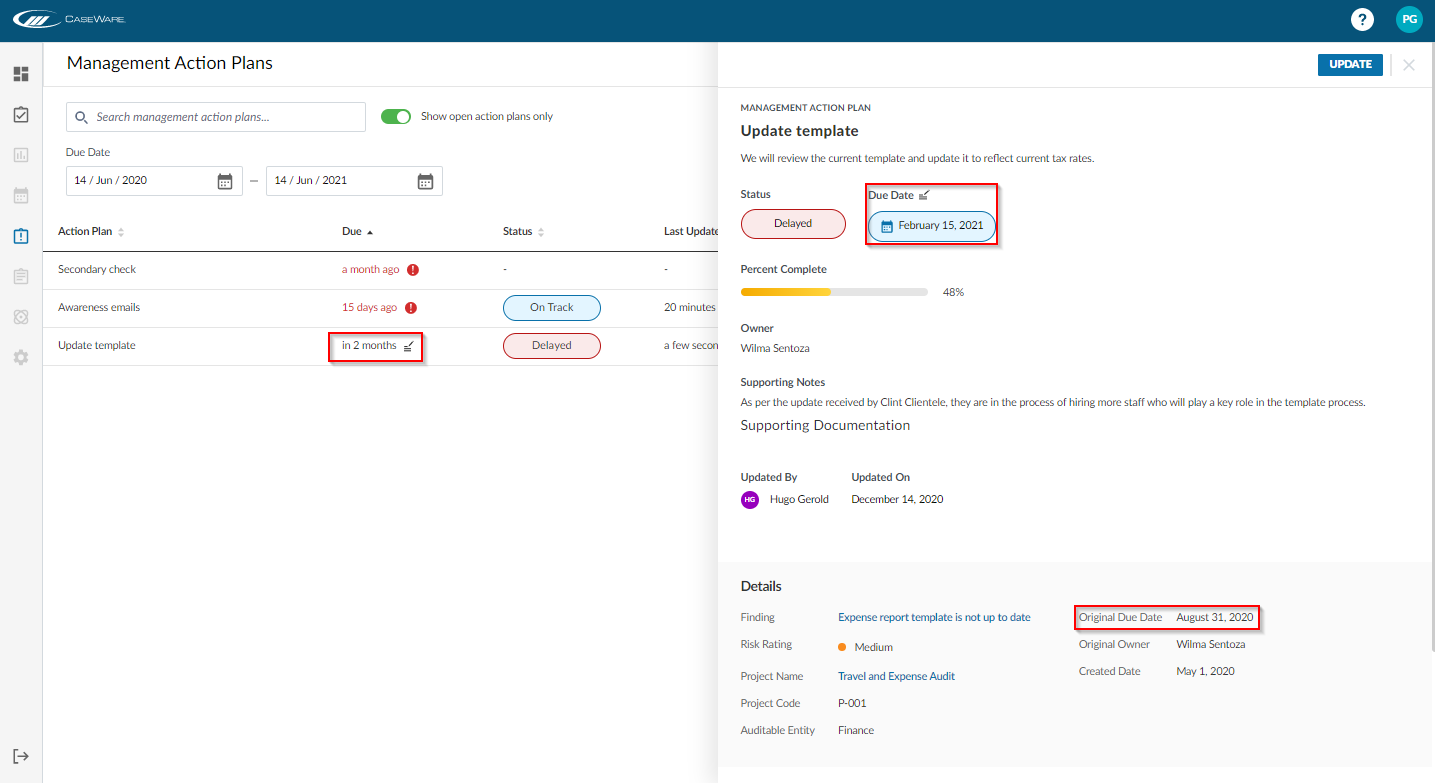 CASEWARE
?
PG
Management Action Plans
Search management action plans...
Show open action plans only
Due Date
14 / Jun / 2020
–
14 / Jun / 2021
Action Plan
Due
Status
Last Update
Secondary check
a month ago
!
-
-
Awareness emails
15 days ago
!
On Track
20 minutes
Update template
in 2 months
Delayed
a few secon
UPDATE
MANAGEMENT ACTION PLAN
Update template
We will review the current template and update it to reflect current tax rates.
Status
Due Date
Delayed
February 15, 2021
Percent Complete
48%
Owner
Wilma Sentoza
Supporting Notes
As per the update received by Clint Clientele, they are in the process of hiring more staff who will play a key role in the template process.
Supporting Documentation
Updated By
Updated On
HG
Hugo Gerold
December 14, 2020
Details
Finding
Expense report template is not up to date
Original Due Date
August 31, 2020
Risk Rating
Medium
Original Owner
Wilma Sentoza
Project Name
Travel and Expense Audit
Created Date
May 1, 2020
Project Code
P-001
Auditable Entity
Finance